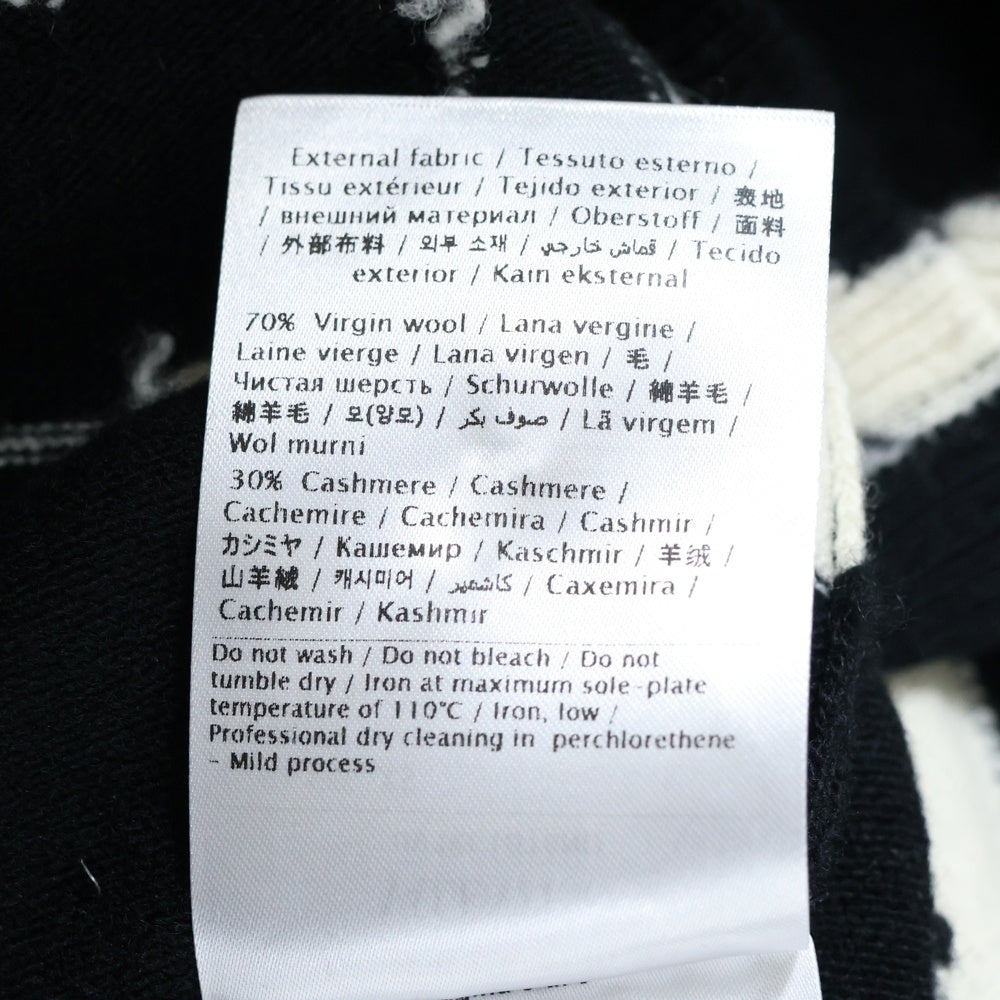 External fabric / Tessuto esterno /
Tissu extérieur / Tejido exterior / 表地
/ внешний материал / Oberstoff / 面料
/ 外部布料 / 외부 소재 / قماش خارجي / Tecido
exterior / Kain eksternal
70% Virgin wool / Lana vergine /
Laine vierge / Lana virgen / 毛 /
Чистая шерсть / Schurwolle / 綿羊毛 /
綿羊毛 / 모(양모) / صوف بكر / Lã virgem /
Wol murni
30% Cashmere / Cashmere /
Cachemire / Cachemira / Cashmir /
カシミヤ / Кашемир / Kaschmir / 羊绒 /
山羊絨 / 캐시미어 / كاشمير / Caxemira /
Cachemir / Kashmir
Do not wash / Do not bleach / Do not
tumble dry / Iron at maximum sole-plate
temperature of 110°C / Iron, low /
Professional dry cleaning in perchlorethene
- Mild process